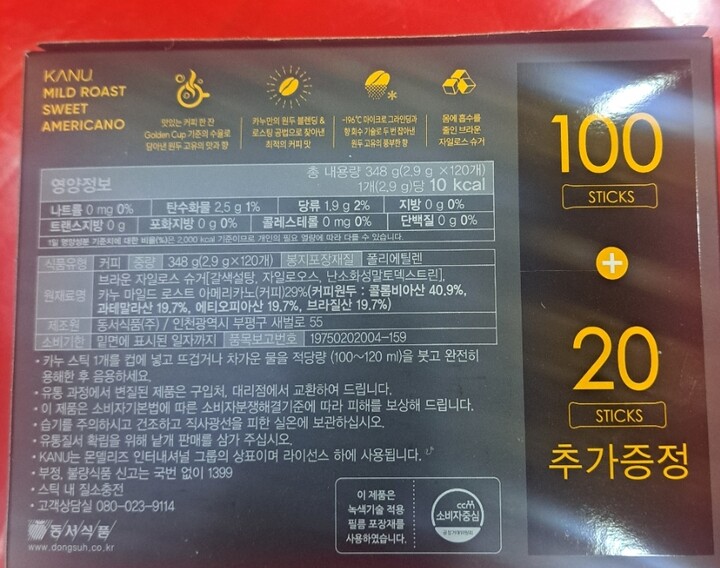 KANU
MILD ROAST
SWEET
AMERICANO
맛있는 커피 한 잔
Golden Cup 기준의 수율로
담아낸 원두 고유의 맛과 향
카누만의 원두 블렌딩 &
로스팅 공법으로 찾아낸
최적의 커피 맛
-196℃ 마이크로그라인딩과
향 회수 기술로 두 번 잡아낸
원두 고유의 풍부한 향
몸에 흡수를
줄인 브라운
자일로스 슈거
100
STICKS
+
20
STICKS
추가증정
영양정보
총 내용량 348 g(2.9 g ×120개)
1개(2.9 g)당 10 kcal
나트륨 0 mg 0% 탄수화물 2.5 g 1% 당류 1.9 g 2% 지방 0 g 0%
트랜스지방 0 g 포화지방 0 g 0% 콜레스테롤 0 mg 0% 단백질 0 g 0%
1일 영양성분 기준치에 대한 비율(%)은 2,000 kcal 기준이므로 개인의 필요 열량에 따라 다를 수 있습니다.
식품유형 커피 중량 348 g(2.9 g×120개) 봉지포장재질 폴리에틸렌
원재료명 브라운 자일로스 슈거[갈색설탕, 자일로오스, 난소화성말토덱스트린],
카누 마일드 로스트 아메리카노(커피)29%(커피원두 : 콜롬비아산 40.9%,
과테말라산 19.7%, 에티오피아산 19.7%, 브라질산 19.7%)
제조원 동서식품(주) / 인천광역시 부평구 새벌로 55
소비기한 밑면에 표시된 일자까지 품목보고번호 19750202004-159
• 카누 스틱 1개를 컵에 넣고 뜨겁거나 차가운 물을 적당량 (100~120 ml)을 붓고 완전히
용해한 후 음용하세요.
• 유통 과정에서 변질된 제품은 구입처, 대리점에서 교환하여 드립니다.
• 이 제품은 소비자기본법에 따른 소비자분쟁해결기준에 따라 피해를 보상해 드립니다.
• 습기를 주의하시고 건조하고 직사광선을 피한 실온에 보관하십시오.
• 유통질서 확립을 위해 낱개 판매를 삼가 주십시오.
• KANU는 몬델리즈 인터내셔널 그룹의 상표이며 라이선스 하에 사용됩니다.
• 부정, 불량식품 신고는 국번 없이 1399
• 스틱 내 질소충전
• 고객상담실 080-023-9114
동서식품
www.dongsuh.co.kr
이 제품은
녹색기술 적용
필름 포장재를
사용하였습니다.
CCM
소비자중심
공정거래위원회